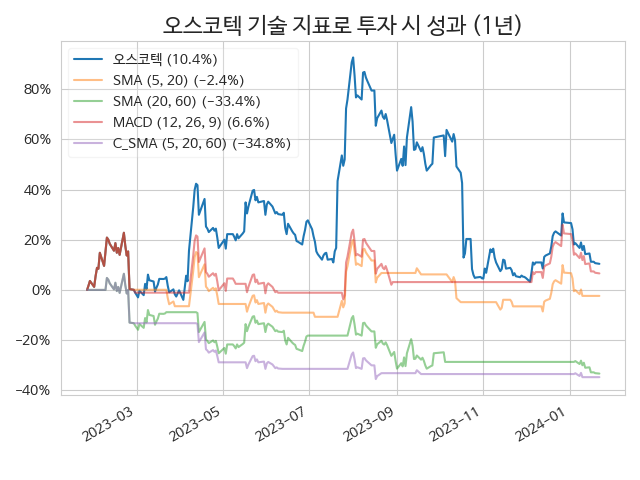 오스코텍 기술 지표로 투자 시 성과 (1년)
오스코텍 (10.4%)
SMA (5, 20) (−2.4%)
SMA (20, 60) (−33.4%)
MACD (12, 26, 9) (6.6%)
C_SMA (5, 20, 60) (−34.8%)
80%
60%
40%
20%
0%
−20%
−40%
2023−03
2023−05
2023−07
2023−09
2023−11
2024−01